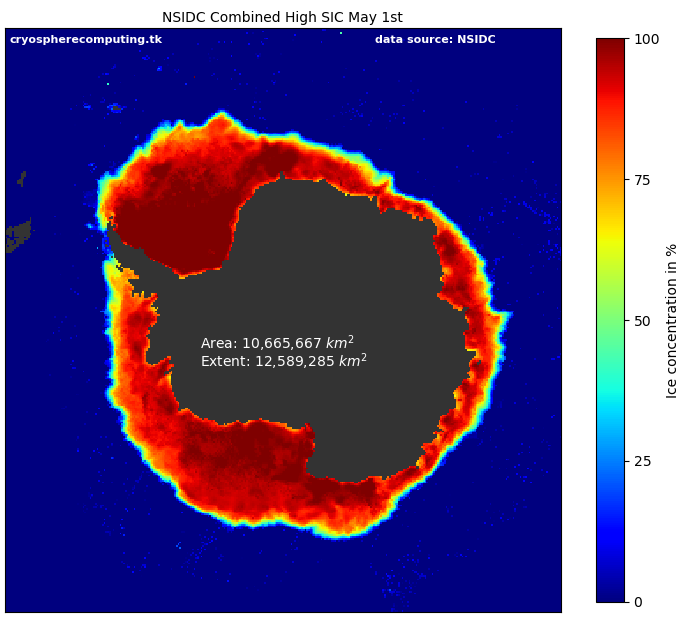 NSIDC Combined High SIC May 1st
cryospherecomputing.tk
data source: NSIDC
Area: 10,665,667 km²
Extent: 12,589,285 km²
100
75
50
25
0
Ice concentration in %